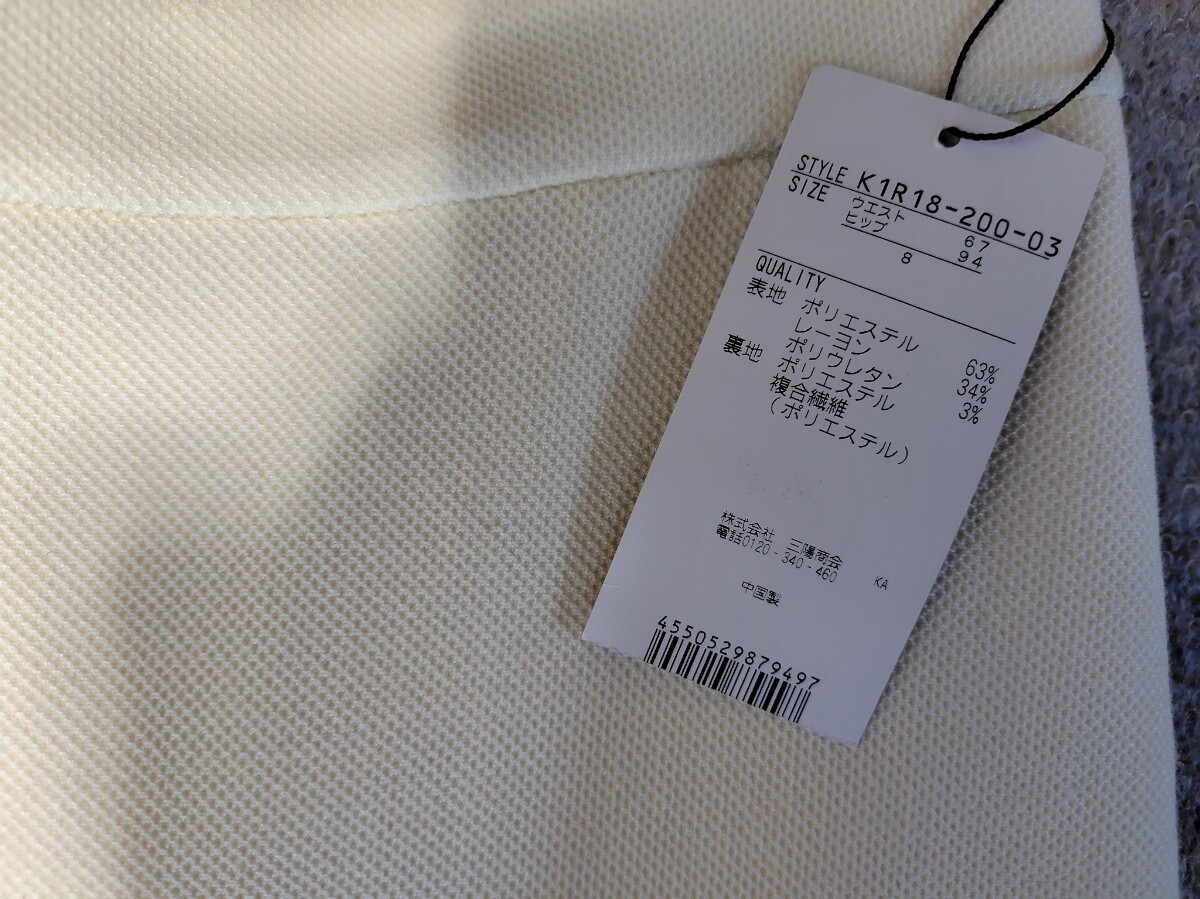 STYLE K1R18-200-03
SIZE ウエスト 67
ヒップ 94
8
QUALITY
表地 ポリエステル 63%
レーヨン 34%
ポリウレタン 3%
裏地 ポリエステル
複合繊維
(ポリエステル)
株式会社 三陽商会
電話0120-340-460 KA
中国製
4550529879497